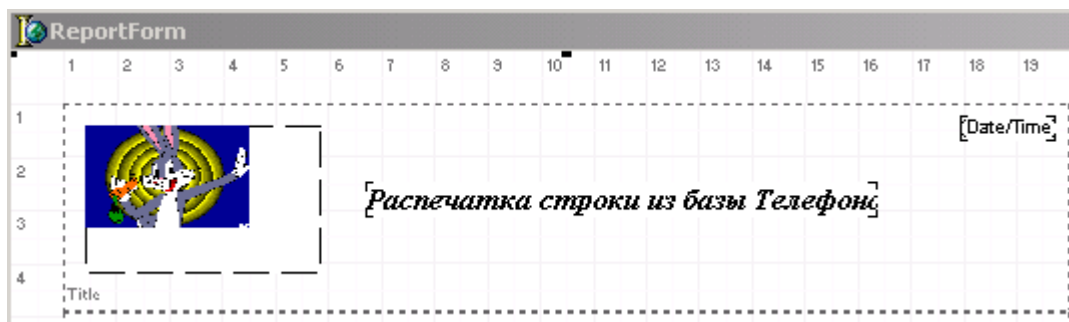 ReportForm
1 2 3 4 5 6 7 8 9 10 11 12 13 14 15 16 17 18 19
1
[Date/Time]
2
Распечатка строки из базы Телефон
3
4
Title